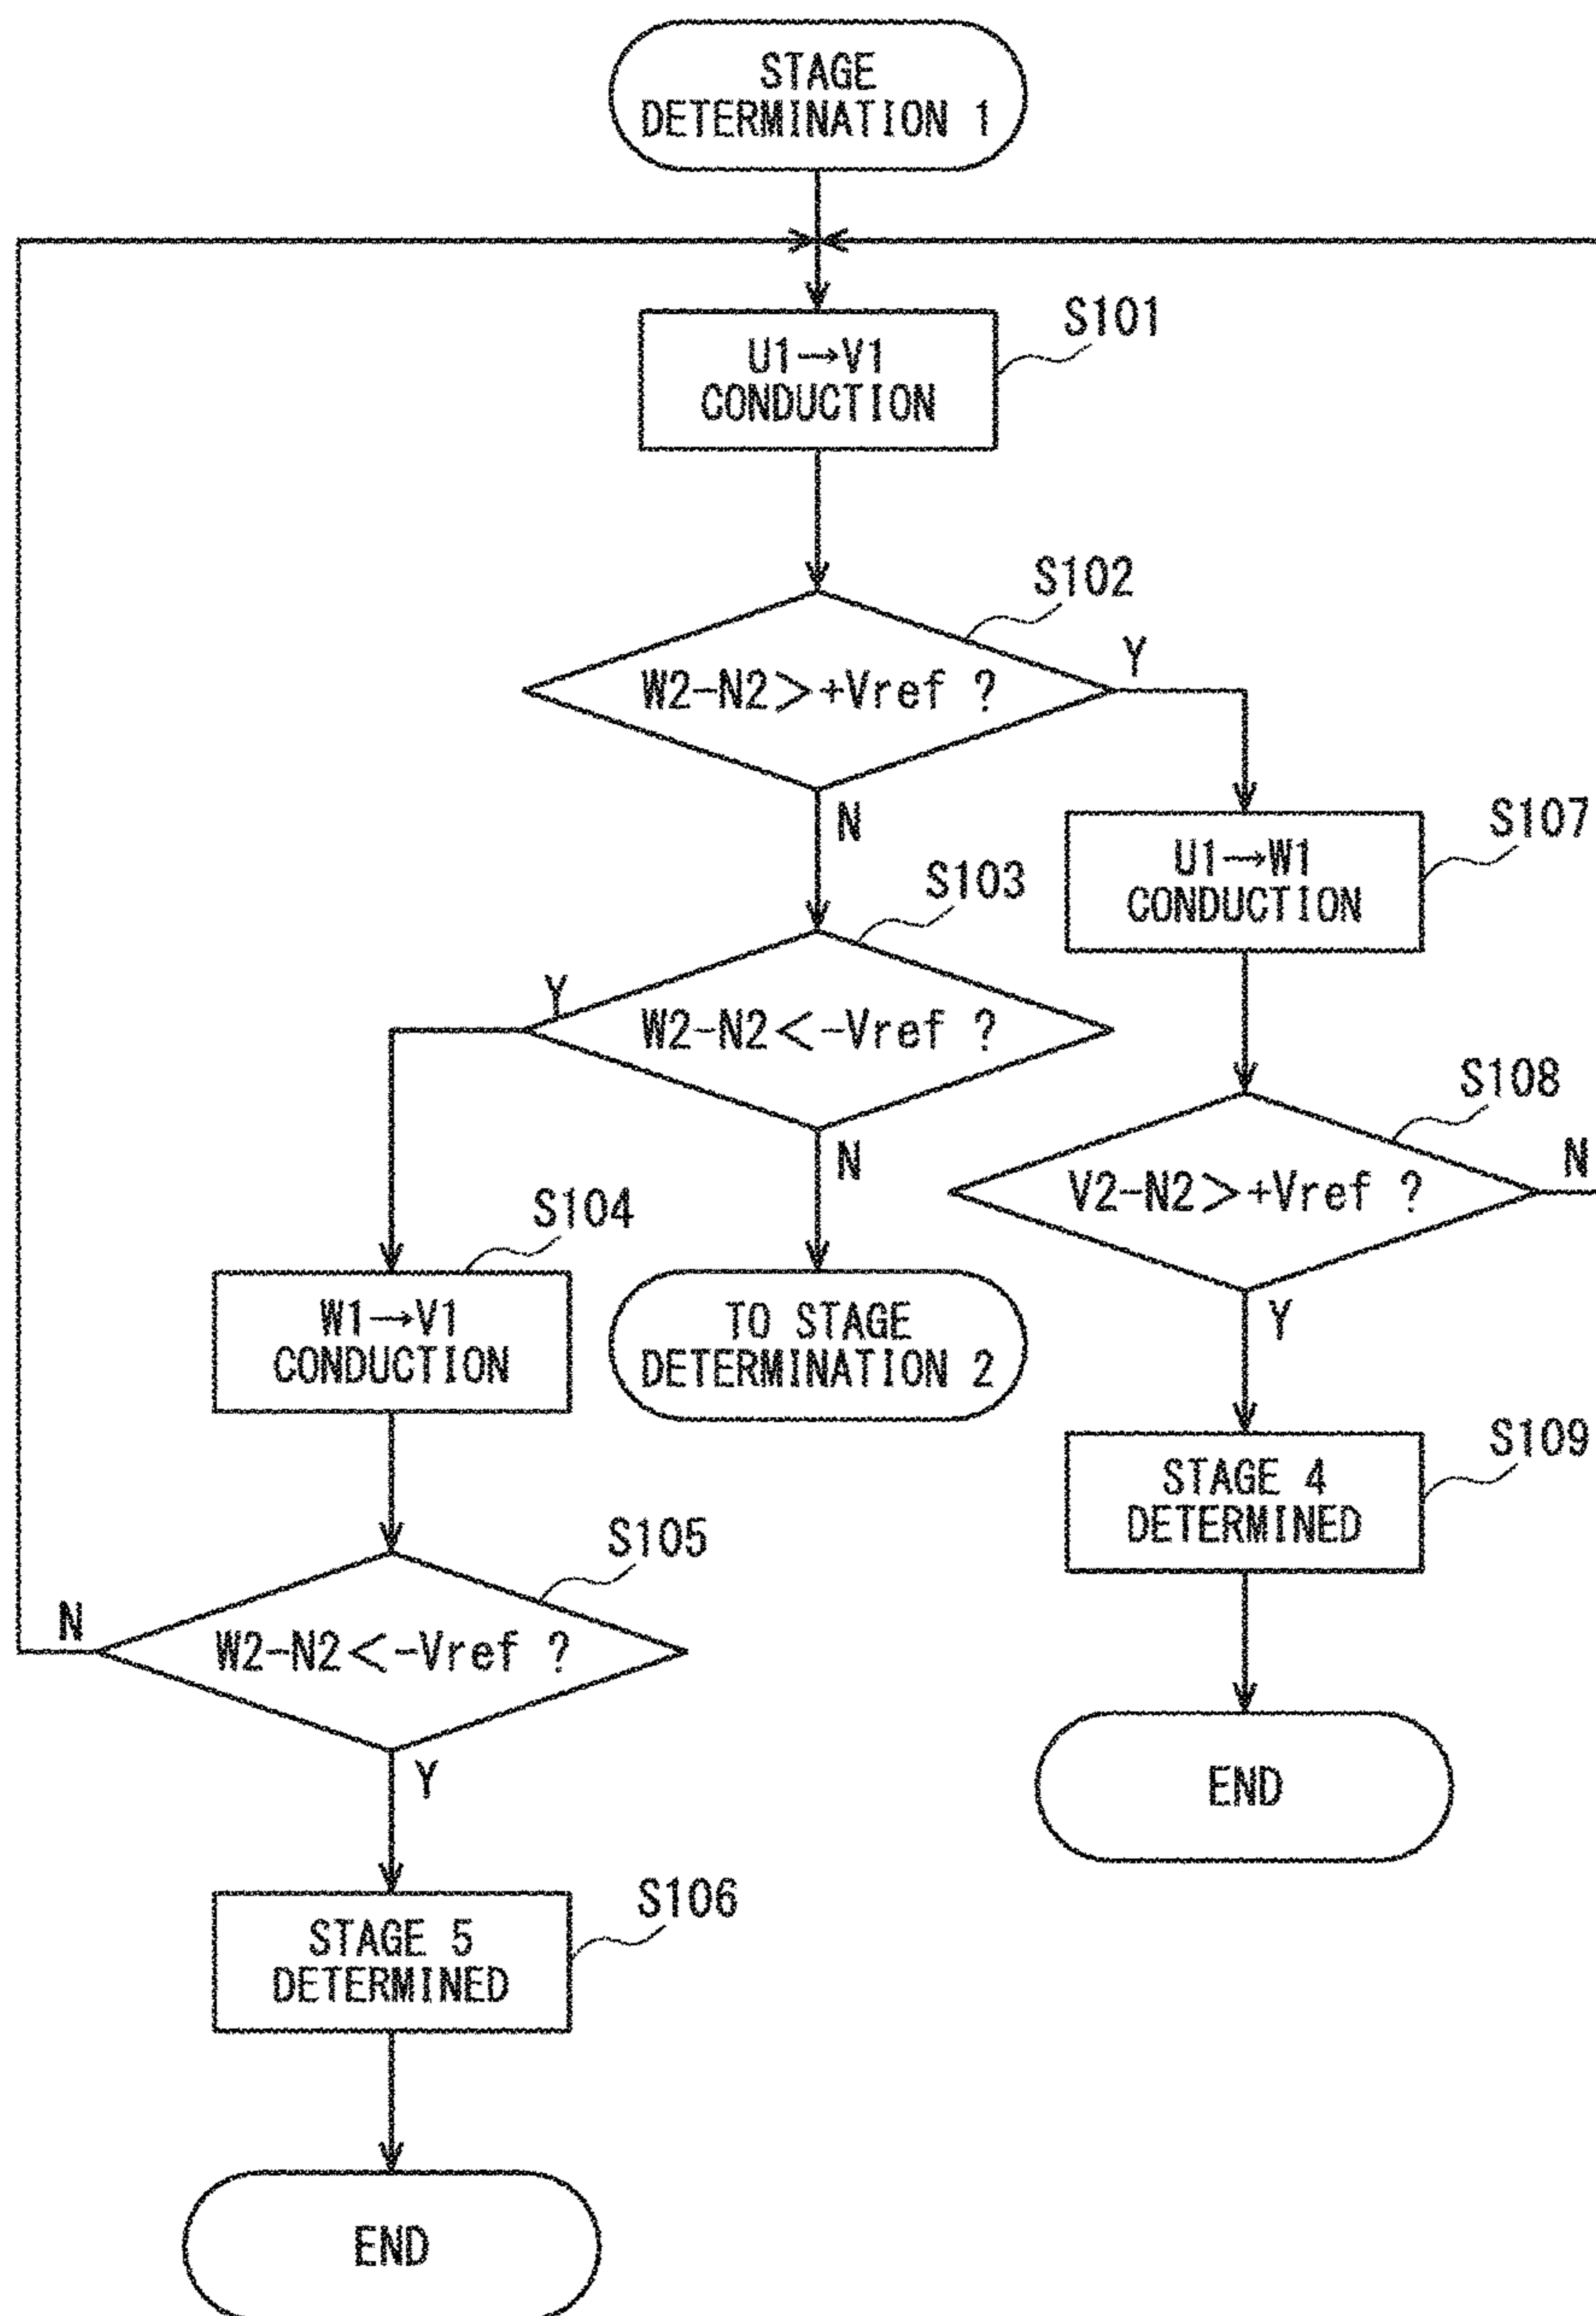 STAGE
DETERMINATION 1
S101
U1→V1
CONDUCTION
S102
W2-N2>+Vref ?
Y
N
S107
U1→W1
CONDUCTION
S103
W2-N2<-Vref ?
Y
N
S108
V2-N2>+Vref ?
N
Y
S104
W1→V1
CONDUCTION
TO STAGE
DETERMINATION 2
S109
STAGE 4
DETERMINED
S105
W2-N2<-Vref ?
N
Y
END
S106
STAGE 5
DETERMINED
END